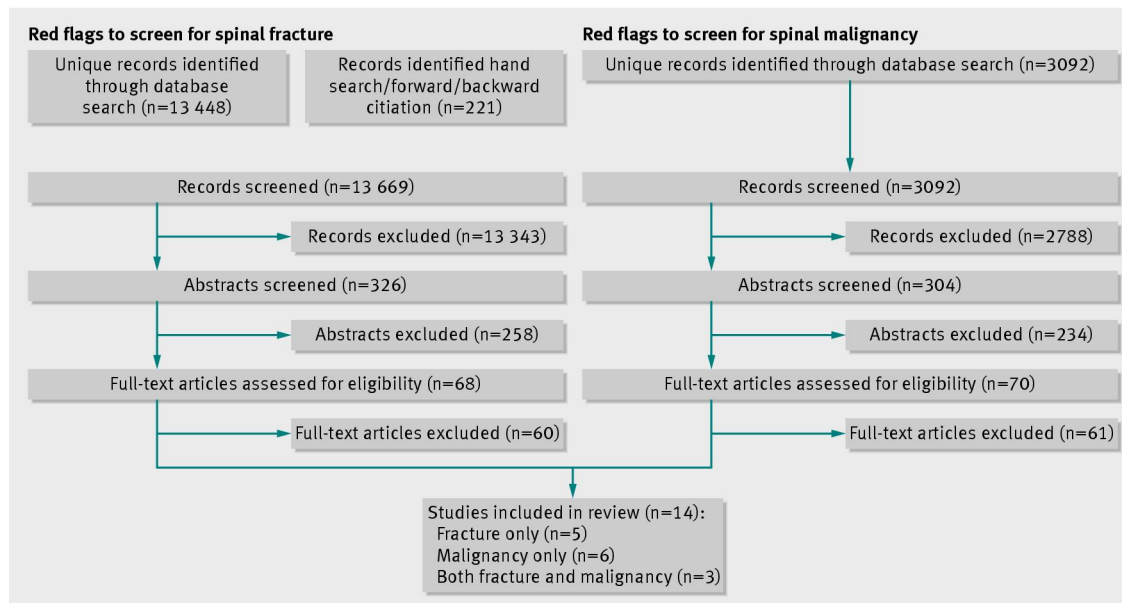 Red flags to screen for spinal fracture
Unique records identified
through database
search (n=13 448)
Records identified hand
search/forward/backward
citiation (n=221)
Records screened (n=13 669)
Records excluded (n=13 343)
Abstracts screened (n=326)
Abstracts excluded (n=258)
Full-text articles assessed for eligibility (n=68)
Full-text articles excluded (n=60)
Red flags to screen for spinal malignancy
Unique records identified through database search (n=3092)
Records screened (n=3092)
Records excluded (n=2788)
Abstracts screened (n=304)
Abstracts excluded (n=234)
Full-text articles assessed for eligibility (n=70)
Full-text articles excluded (n=61)
Studies included in review (n=14):
Fracture only (n=5)
Malignancy only (n=6)
Both fracture and malignancy (n=3)